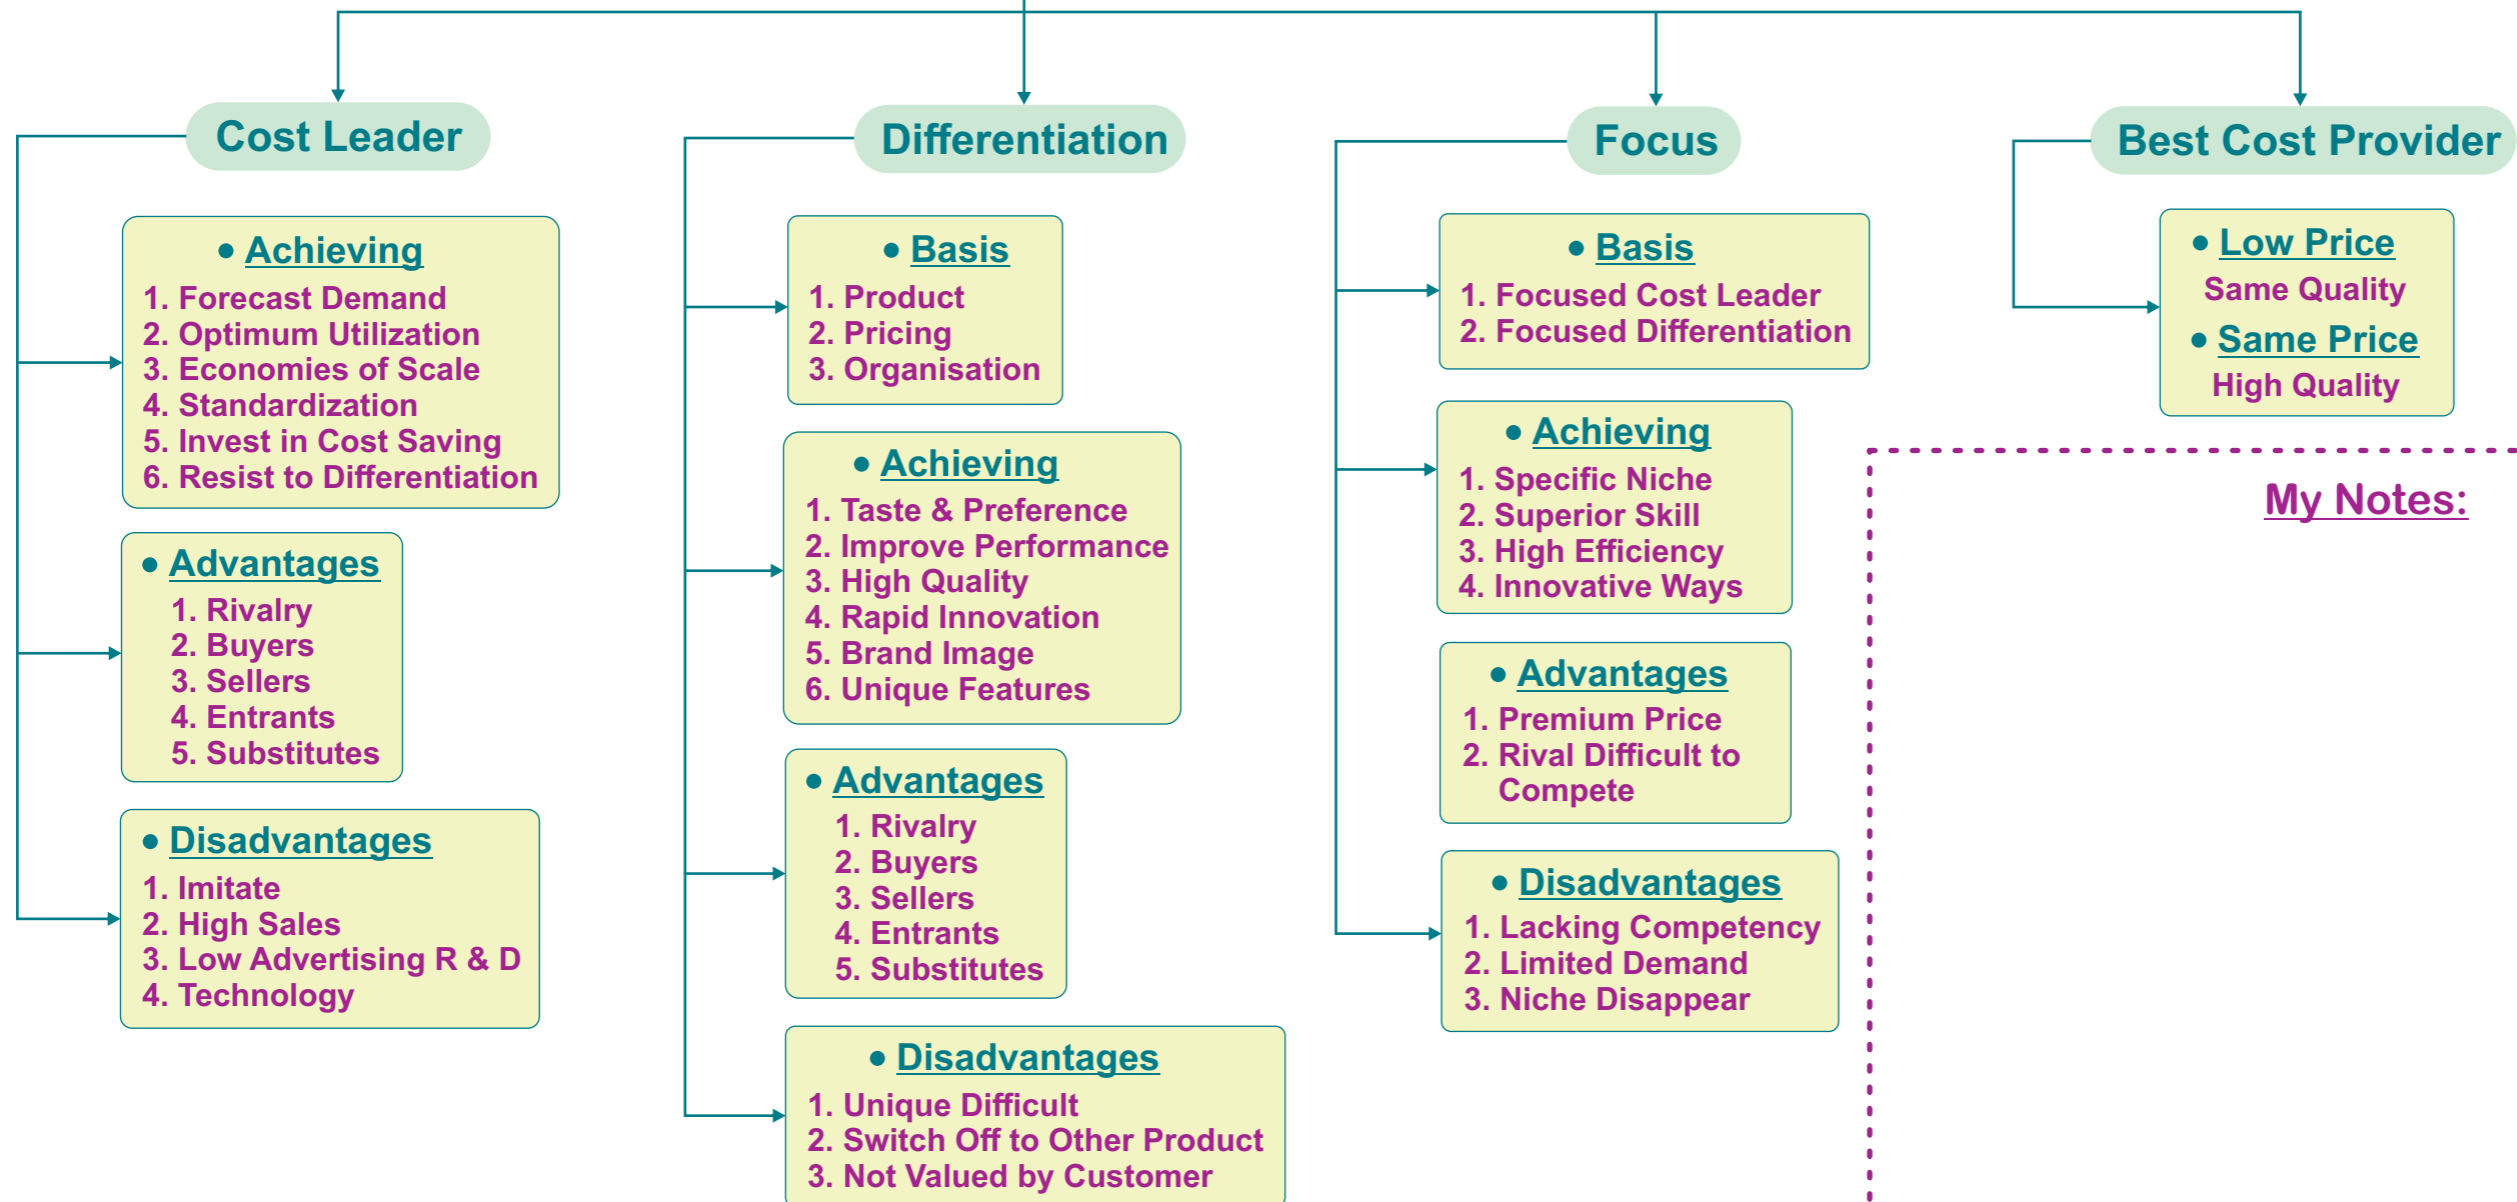 Cost Leader
• Achieving
1. Forecast Demand
2. Optimum Utilization
3. Economies of Scale
4. Standardization
5. Invest in Cost Saving
6. Resist to Differentiation
• Advantages
1. Rivalry
2. Buyers
3. Sellers
4. Entrants
5. Substitutes
• Disadvantages
1. Imitate
2. High Sales
3. Low Advertising R & D
4. Technology
Differentiation
• Basis
1. Product
2. Pricing
3. Organisation
• Achieving
1. Taste & Preference
2. Improve Performance
3. High Quality
4. Rapid Innovation
5. Brand Image
6. Unique Features
• Advantages
1. Rivalry
2. Buyers
3. Sellers
4. Entrants
5. Substitutes
• Disadvantages
1. Unique Difficult
2. Switch Off to Other Product
3. Not Valued by Customer
Focus
• Basis
1. Focused Cost Leader
2. Focused Differentiation
• Achieving
1. Specific Niche
2. Superior Skill
3. High Efficiency
4. Innovative Ways
• Advantages
1. Premium Price
2. Rival Difficult to
Compete
• Disadvantages
1. Lacking Competency
2. Limited Demand
3. Niche Disappear
Best Cost Provider
• Low Price
Same Quality
• Same Price
High Quality
My Notes: